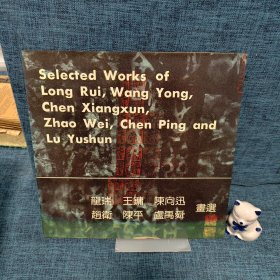 Selected Works of
Long Rui, Wang Yong,
Chen Xiangxun,
Zhao Wei, Chen Ping and
Lu Yushun
龍瑞 王鏞 陳向迅
趙衛 陳平 盧禹舜 畫選